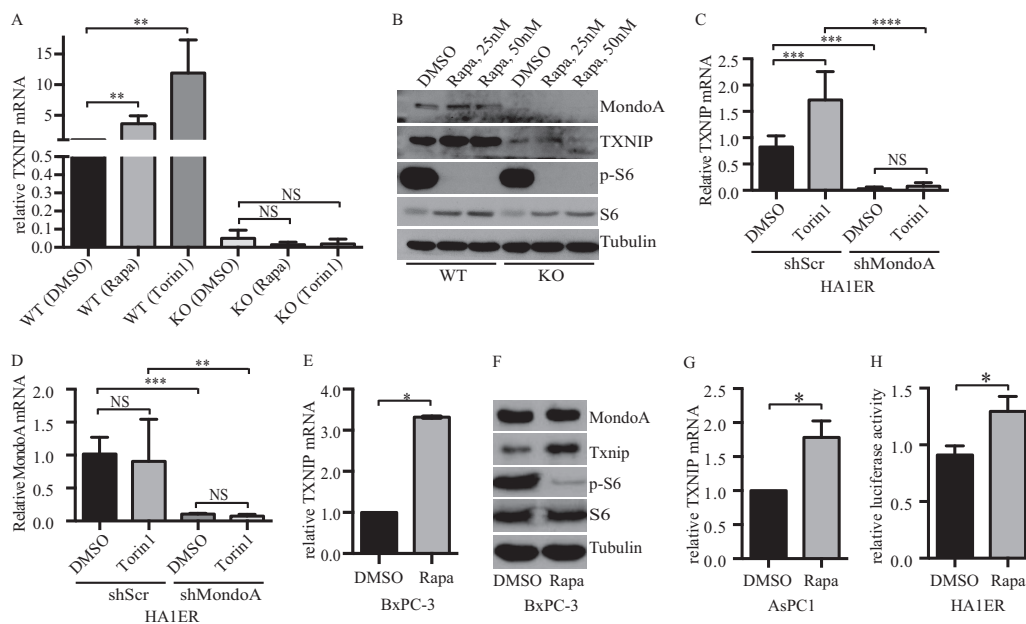 A
relative TXNIP mRNA
15
10
5
0.5
0.4
0.3
0.2
0.1
0.0
**
**
NS
NS
WT (DMSO)
WT (Rapa)
WT (Torin1)
KO (DMSO)
KO (Rapa)
KO (Torin1)
B
DMSO
Rapa, 25nM
Rapa, 50nM
DMSO
Rapa, 25nM
Rapa, 50nM
MondoA
TXNIP
p-S6
S6
Tubulin
WT
KO
C
Relative TXNIP mRNA
2.5
2.0
1.5
1.0
0.5
0.0
****
***
***
NS
DMSO
Torin1
DMSO
Torin1
shScr
shMondoA
HA1ER
D
Relative MondoA mRNA
2.0
1.5
1.0
0.5
0.0
**
***
NS
NS
DMSO
Torin1
DMSO
Torin1
shScr
shMondoA
HA1ER
E
relative TXNIP mRNA
4.0
3.0
2.0
1.0
0.0
*
DMSO
Rapa
BxPC-3
F
MondoA
Txnip
p-S6
S6
Tubulin
DMSO
Rapa
BxPC-3
G
relative TXNIP mRNA
2.5
2.0
1.5
1.0
0.5
0.0
*
DMSO
Rapa
AsPC1
H
relative luciferase activity
1.5
1.0
0.5
0.0
*
DMSO
Rapa
HA1ER